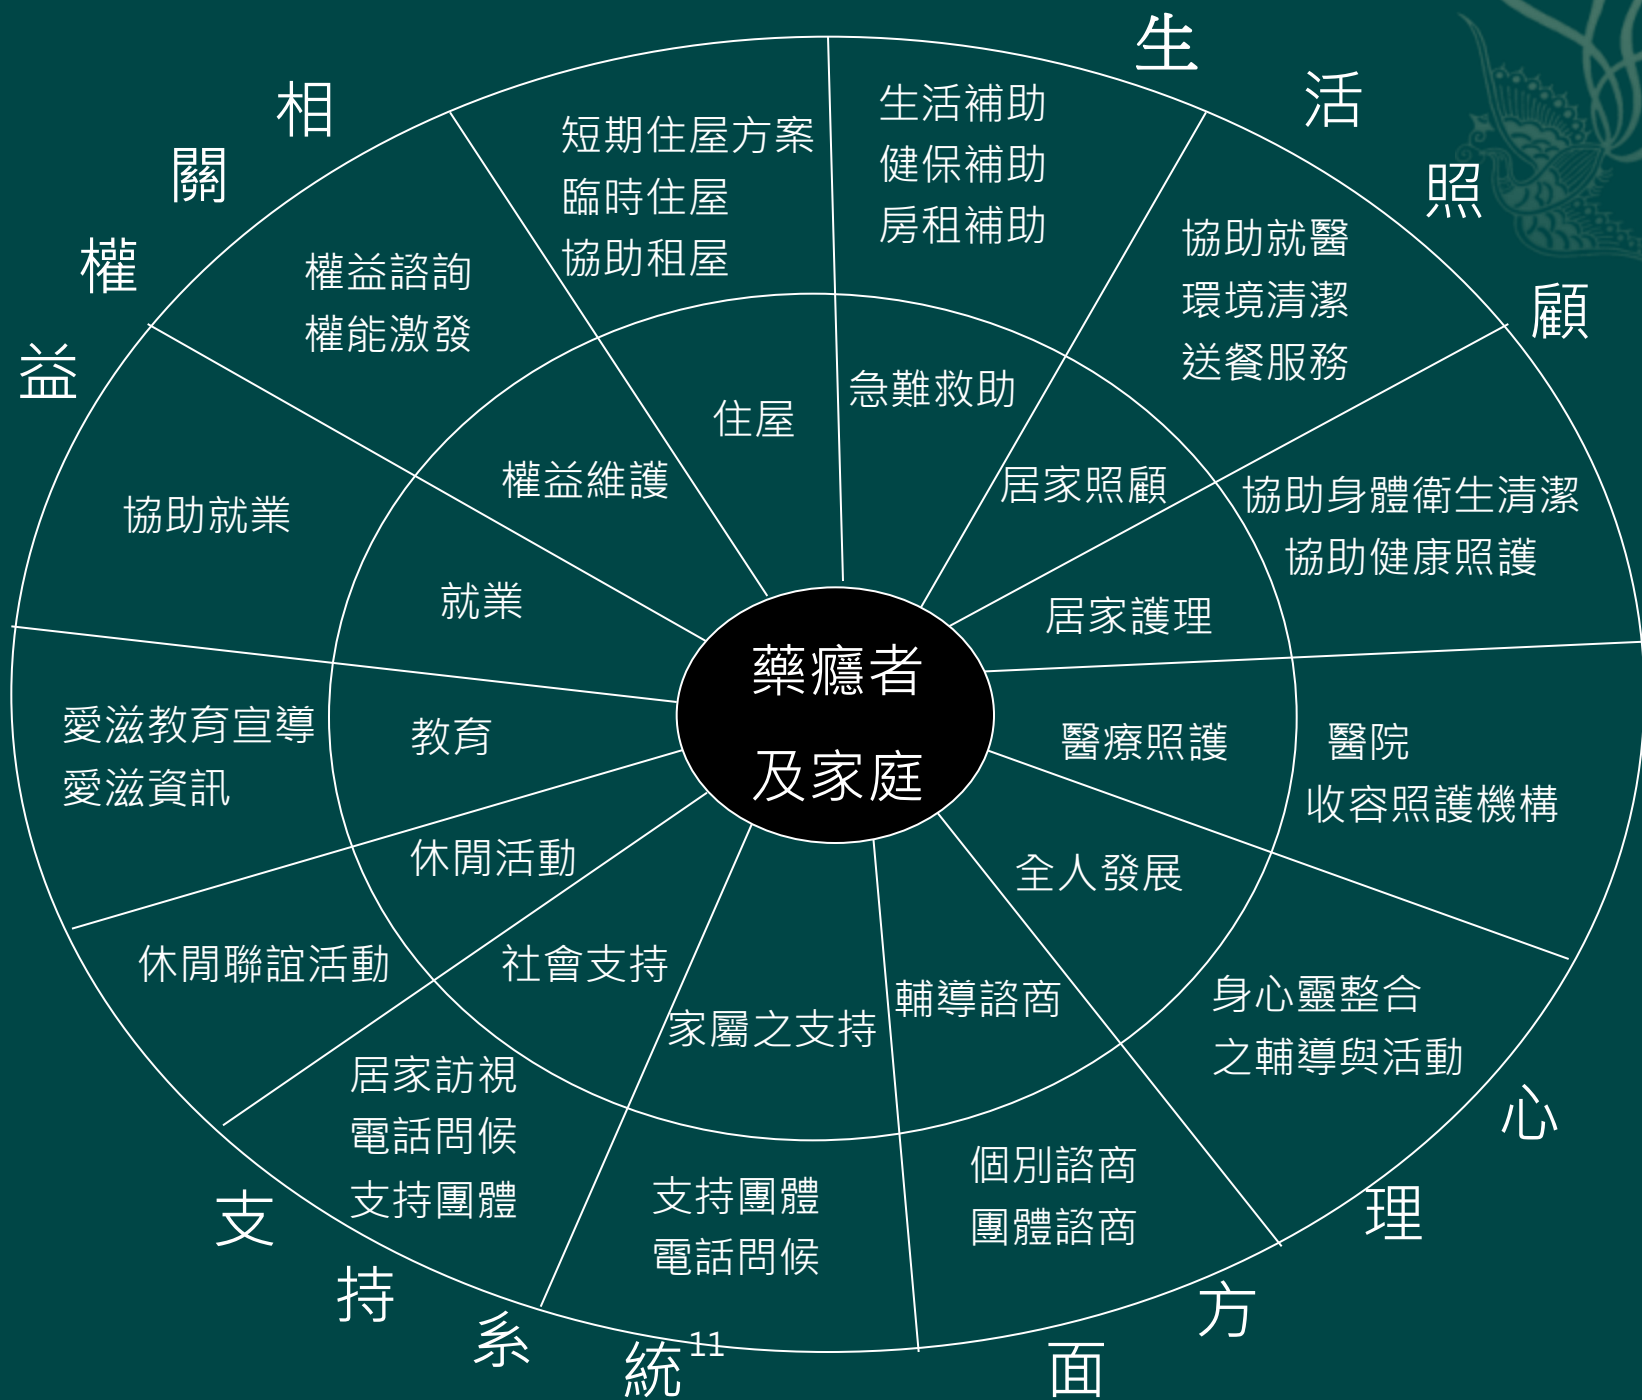 生活照顧
相關權益
心理方面
支持系統
藥癮者
及家庭
急難救助
生活補助
健保補助
房租補助
居家照顧
協助就醫
環境清潔
送餐服務
居家護理
協助身體衛生清潔
協助健康照護
醫療照護
醫院
收容照護機構
全人發展
身心靈整合
之輔導與活動
輔導諮商
個別諮商
團體諮商
家屬之支持
支持團體
電話問候
社會支持
居家訪視
電話問候
支持團體
休閒活動
休閒聯誼活動
教育
愛滋教育宣導
愛滋資訊
就業
協助就業
權益維護
權益諮詢
權能激發
住屋
短期住屋方案
臨時住屋
協助租屋
11